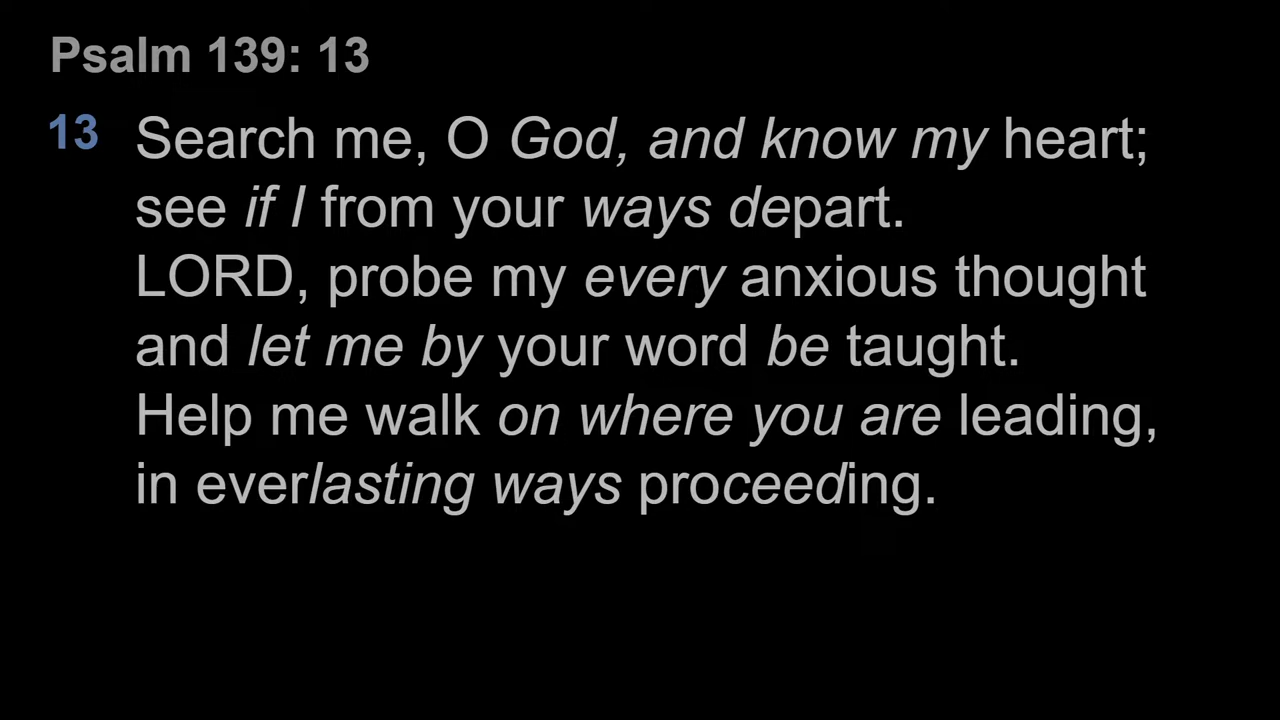 Psalm 139: 13
13 Search me, O God, and know my heart;
see if I from your ways depart.
LORD, probe my every anxious thought
and let me by your word be taught.
Help me walk on where you are leading,
in everlasting ways proceeding.